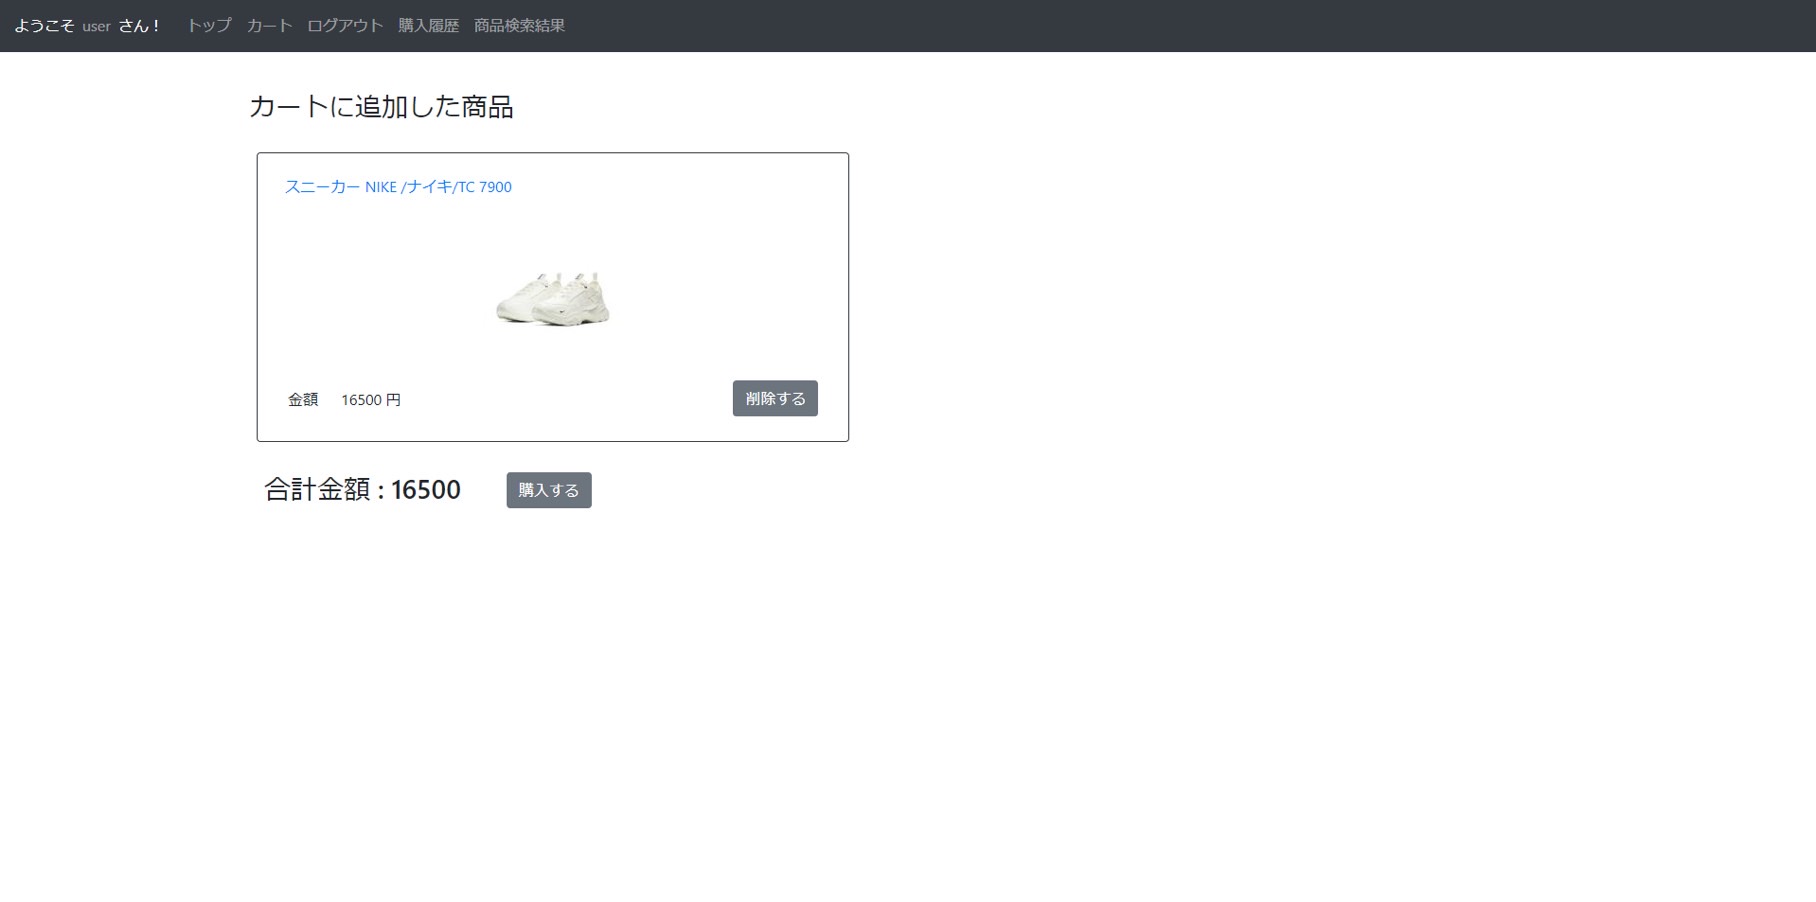 ようこそ user さん！ トップ カート ログアウト 購入履歴 商品検索結果
カートに追加した商品
スニーカー NIKE /ナイキ/TC 7900
金額 16500 円 削除する
合計金額 : 16500 購入する